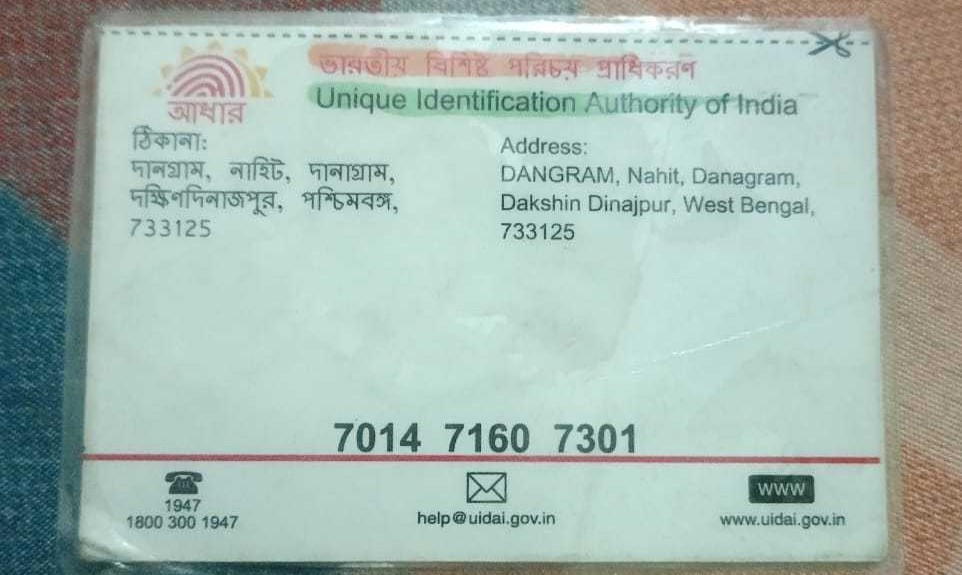 ভারতীয় বিশিষ্ট পরিচয় প্রাধিকরণ
Unique Identification Authority of India
আধার
ঠিকানা:
দানগ্রাম, নাহিট, দানাগ্রাম,
দক্ষিণদিনাজপূর, পশ্চিমবঙ্গ,
733125
Address:
DANGRAM, Nahit, Danagram,
Dakshin Dinajpur, West Bengal,
733125
7014 7160 7301
1947
1800 300 1947
help@uidai.gov.in
WWW
www.uidai.gov.in